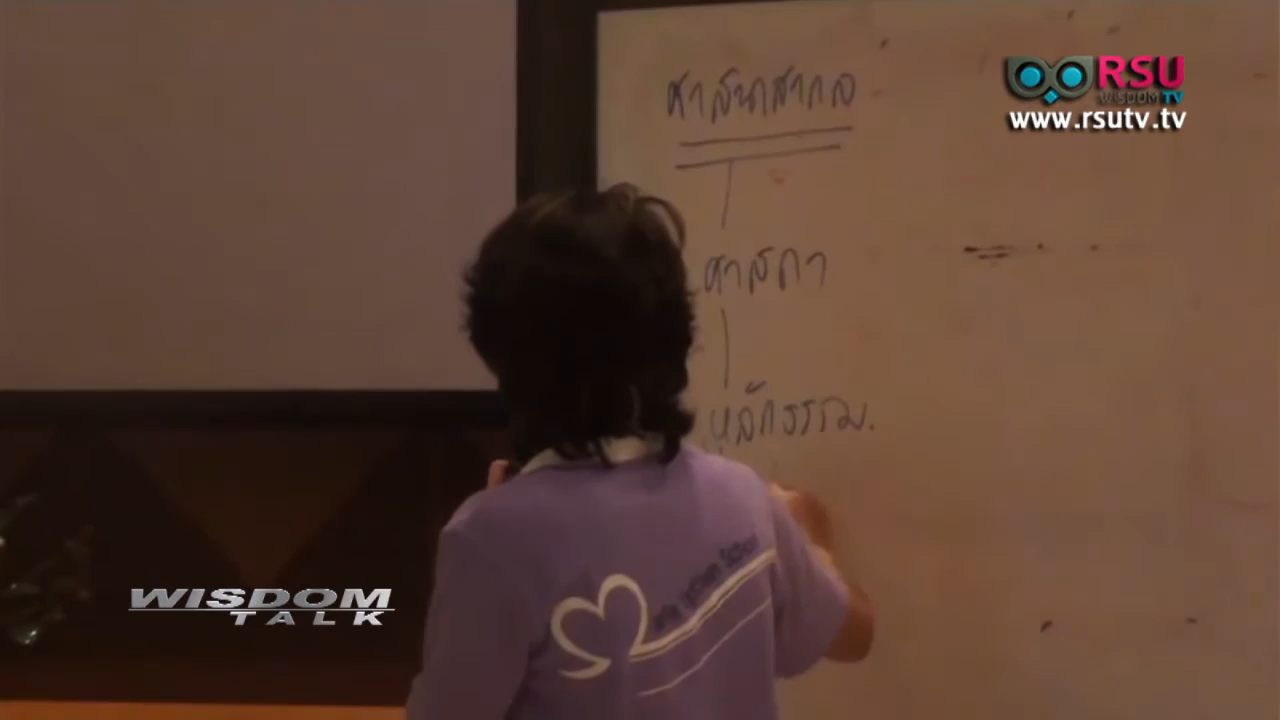 ศาสนาสากล
RSU
WISDOM TV
www.rsutv.tv
ศาสดา
หลักธรรม.
WISDOM
TALK